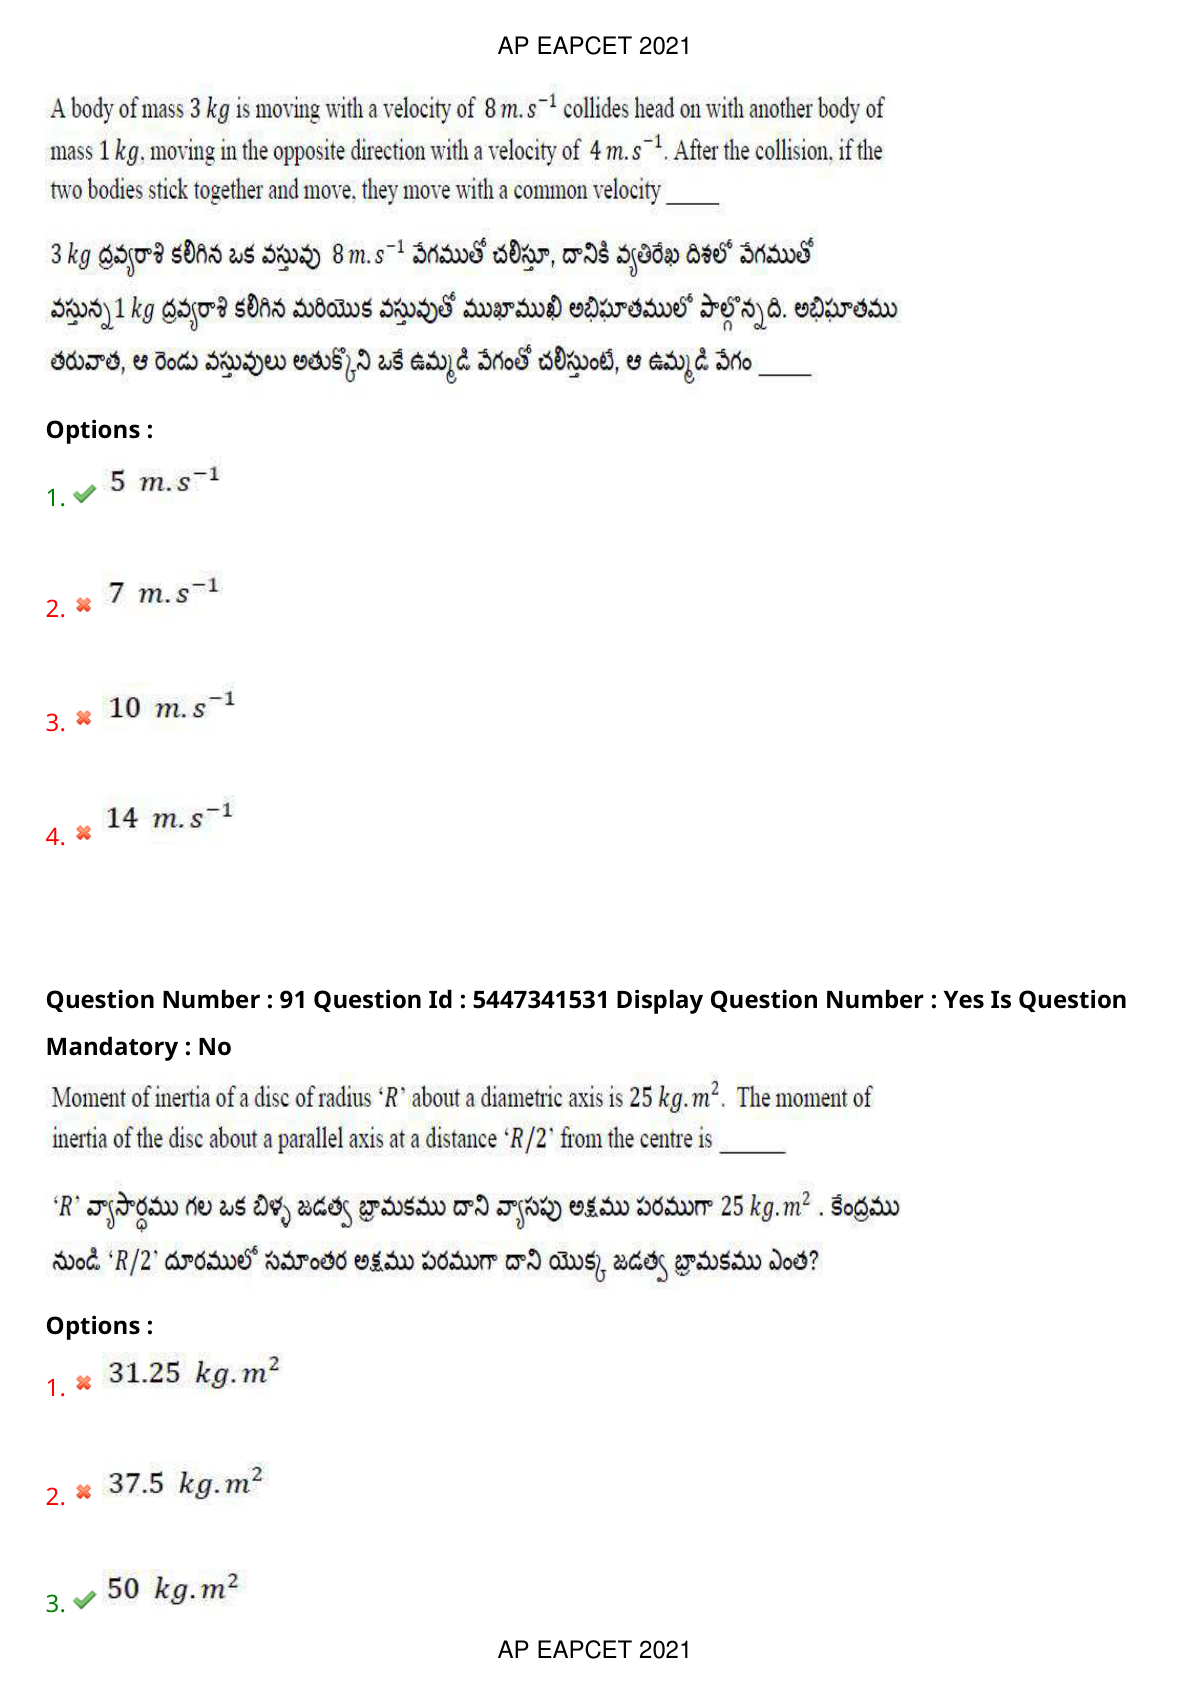 AP EAPCET 2021
A body of mass 3 kg is moving with a velocity of 8 m.s⁻¹ collides head on with another body of
mass 1 kg, moving in the opposite direction with a velocity of 4 m.s⁻¹. After the collision, if the
two bodies stick together and move, they move with a common velocity _____
3 kg ద్రవ్యరాశి కలిగిన ఒక వస్తువు 8 m.s⁻¹ వేగముతో చలిస్తూ, దానికి వ్యతిరేఖ దిశలో వేగముతో
వస్తున్న 1 kg ద్రవ్యరాశి కలిగిన మరియొక వస్తువుతో ముఖాముఖి అభిఘాతములో పాల్గొన్నది. అభిఘాతము
తరువాత, ఆ రెండు వస్తువులు అతుక్కొని ఒకే ఉమ్మడి వేగంతో చలిస్తుంటే, ఆ ఉమ్మడి వేగం _____
Options :
1. 5 m.s⁻¹
2. 7 m.s⁻¹
3. 10 m.s⁻¹
4. 14 m.s⁻¹
Question Number : 91 Question Id : 5447341531 Display Question Number : Yes Is Question
Mandatory : No
Moment of inertia of a disc of radius ‘R’ about a diametric axis is 25 kg.m². The moment of
inertia of the disc about a parallel axis at a distance ‘R/2’ from the centre is ______
‘R’ వ్యాసార్ధము గల ఒక బిళ్ళ జడత్వ భ్రామకము దాని వ్యాసపు అక్షము పరముగా 25 kg.m² . కేంద్రము
నుండి ‘R/2’ దూరములో సమాంతర అక్షము పరముగా దాని యొక్క జడత్వ భ్రామకము ఎంత?
Options :
1. 31.25 kg.m²
2. 37.5 kg.m²
3. 50 kg.m²
AP EAPCET 2021